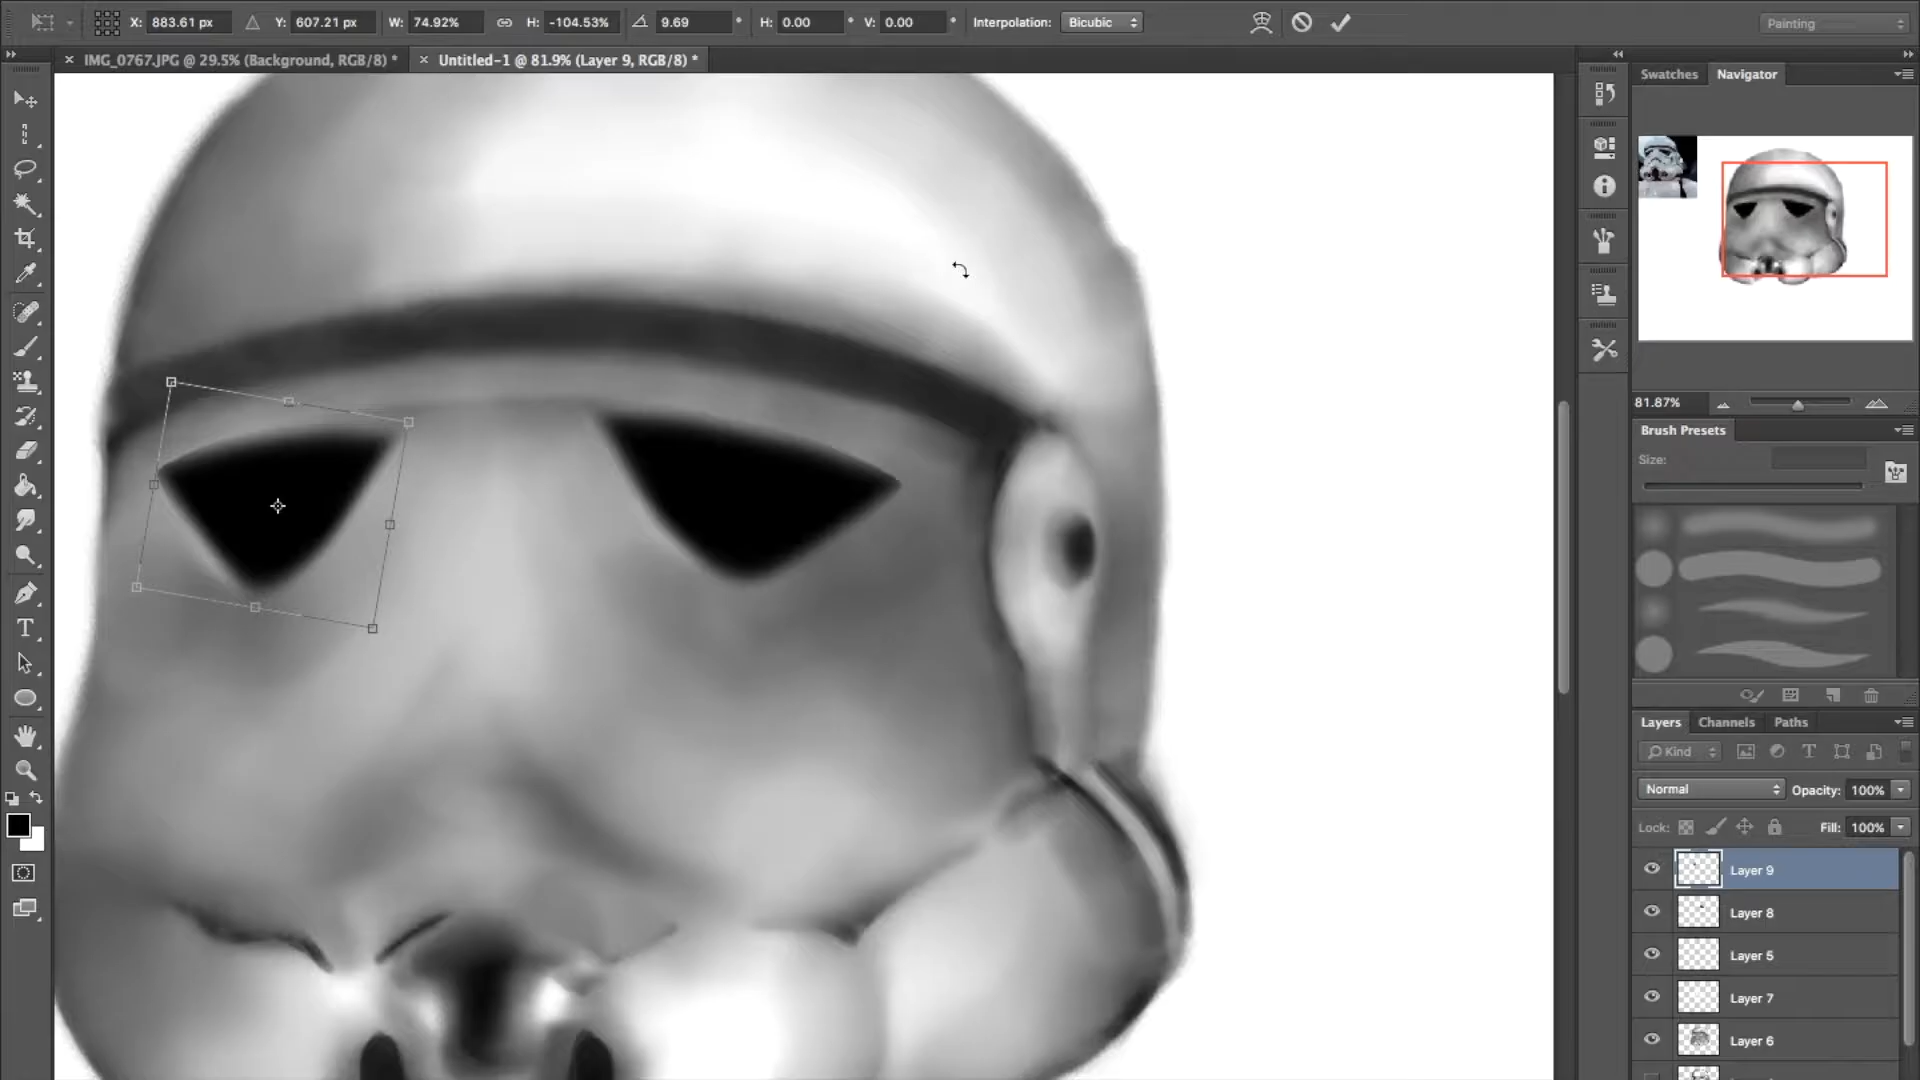 X: 883.61 px Y: 607.21 px W: 74.92% H: -104.53% 9.69 ° H: 0.00 ° V: 0.00 ° Interpolation: Bicubic Painting
× IMG_0767.JPG @ 29.5% (Background, RGB/8) * × Untitled-1 @ 81.9% (Layer 9, RGB/8) *
Swatches Navigator
81.87%
Brush Presets
Size:
Layers Channels Paths
Kind
Normal Opacity: 100%
Lock: Fill: 100%
Layer 9
Layer 8
Layer 5
Layer 7
Layer 6